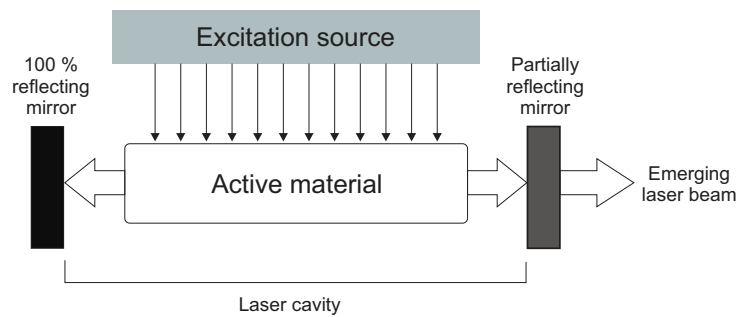 Excitation source
100 %
reflecting
mirror
Partially
reflecting
mirror
Active material
Emerging
laser beam
Laser cavity